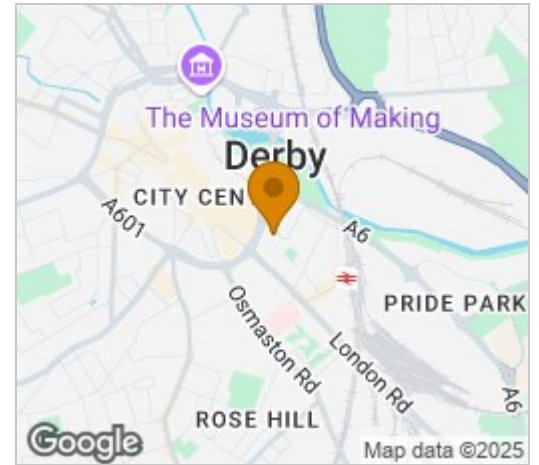 The Museum of Making
Derby
CITY CEN
A601
A6
PRIDE PARK
Osmaston Rd
London Rd
A6
ROSE HILL
Google
Map data ©2025